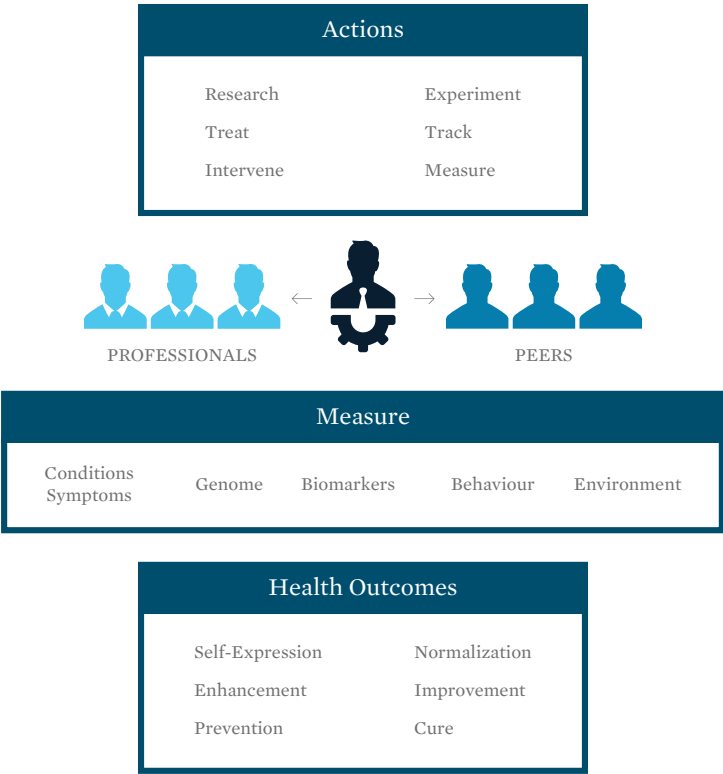 Actions
Research Experiment
Treat Track
Intervene Measure
PROFESSIONALS PEERS
Measure
Conditions
Symptoms
Genome Biomarkers Behaviour Environment
Health Outcomes
Self-Expression Normalization
Enhancement Improvement
Prevention Cure